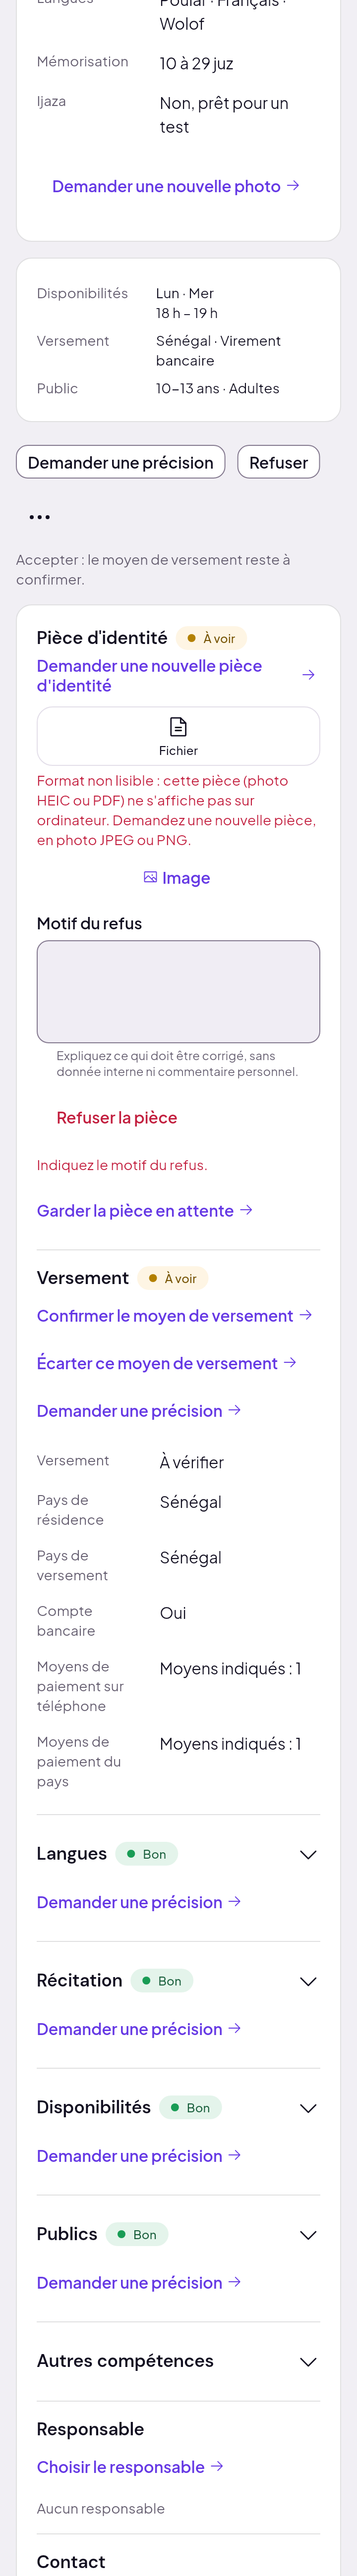 Langues Poular · Français ·
Wolof
Mémorisation 10 à 29 juz
Ijaza Non, prêt pour un
test
Demander une nouvelle photo →
Disponibilités Lun · Mer
18 h – 19 h
Versement Sénégal · Virement
bancaire
Public 10–13 ans · Adultes
Demander une précision Refuser
...
Accepter : le moyen de versement reste à
confirmer.
Pièce d'identité À voir
Demander une nouvelle pièce
d'identité →
Fichier
Format non lisible : cette pièce (photo
HEIC ou PDF) ne s'affiche pas sur
ordinateur. Demandez une nouvelle pièce,
en photo JPEG ou PNG.
Image
Motif du refus
Expliquez ce qui doit être corrigé, sans
donnée interne ni commentaire personnel.
Refuser la pièce
Indiquez le motif du refus.
Garder la pièce en attente →
Versement À voir
Confirmer le moyen de versement →
Écarter ce moyen de versement →
Demander une précision →
Versement À vérifier
Pays de
résidence Sénégal
Pays de
versement Sénégal
Compte
bancaire Oui
Moyens de
paiement sur
téléphone Moyens indiqués : 1
Moyens de
paiement du
pays Moyens indiqués : 1
Langues Bon
Demander une précision →
Récitation Bon
Demander une précision →
Disponibilités Bon
Demander une précision →
Publics Bon
Demander une précision →
Autres compétences
Responsable
Choisir le responsable →
Aucun responsable
Contact